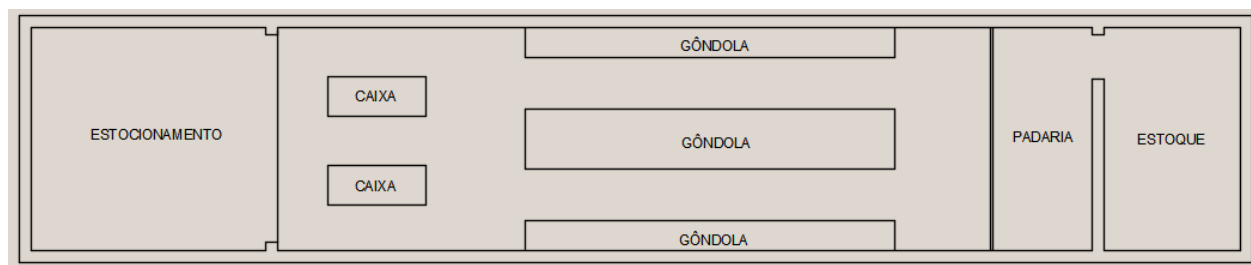 GÔNDOLA
CAIXA
ESTOCIONAMENTO
GÔNDOLA
PADARIA
ESTOQUE
CAIXA
GÔNDOLA